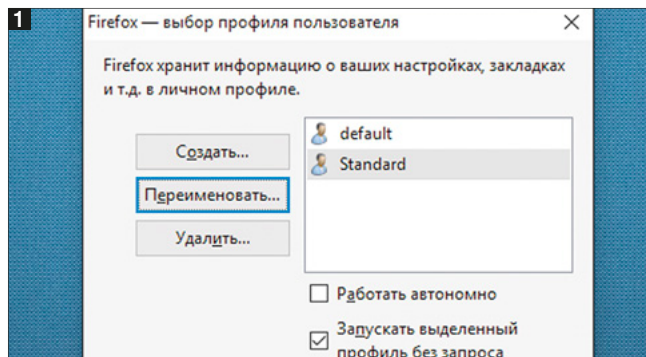 1
Firefox — выбор профиля пользователя
Firefox хранит информацию о ваших настройках, закладках
и т.д. в личном профиле.
Создать...
Переименовать...
Удалить...
default
Standard
Работать автономно
Запускать выделенный
профиль без запроса